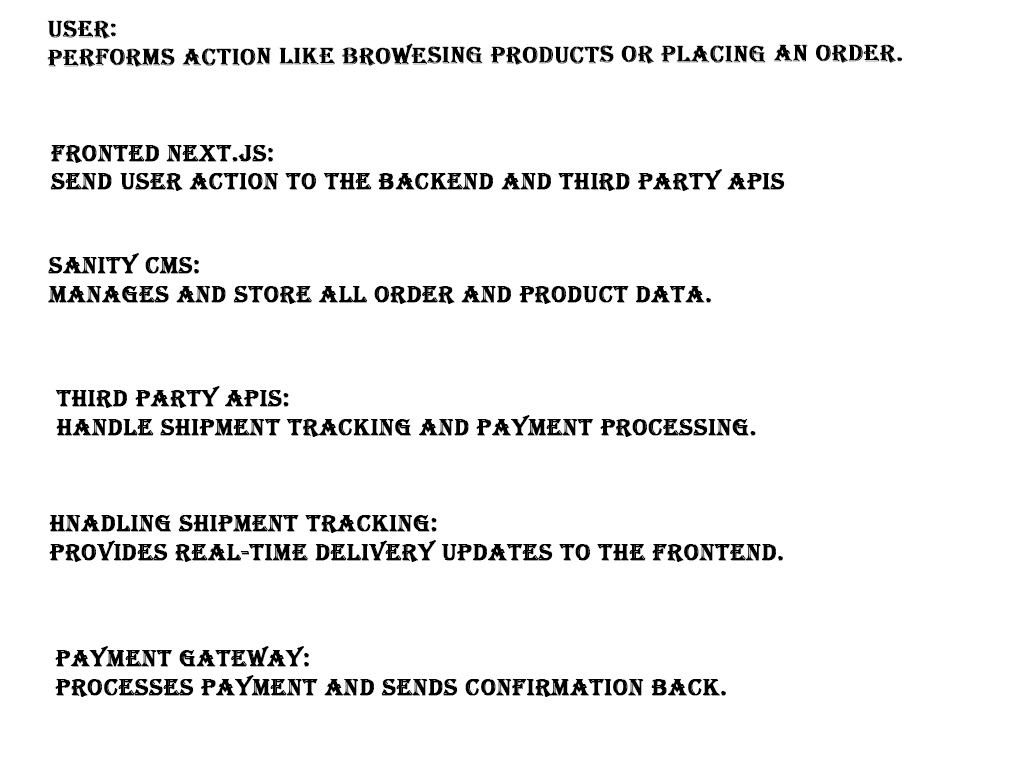 USER:
PERFORMS ACTION LIKE BROWESING PRODUCTS OR PLACING AN ORDER.
FRONTED NEXT.JS:
SEND USER ACTION TO THE BACKEND AND THIRD PARTY APIS
SANITY CMS:
MANAGES AND STORE ALL ORDER AND PRODUCT DATA.
THIRD PARTY APIS:
HANDLE SHIPMENT TRACKING AND PAYMENT PROCESSING.
HNADLING SHIPMENT TRACKING:
PROVIDES REAL-TIME DELIVERY UPDATES TO THE FRONTEND.
PAYMENT GATEWAY:
PROCESSES PAYMENT AND SENDS CONFIRMATION BACK.